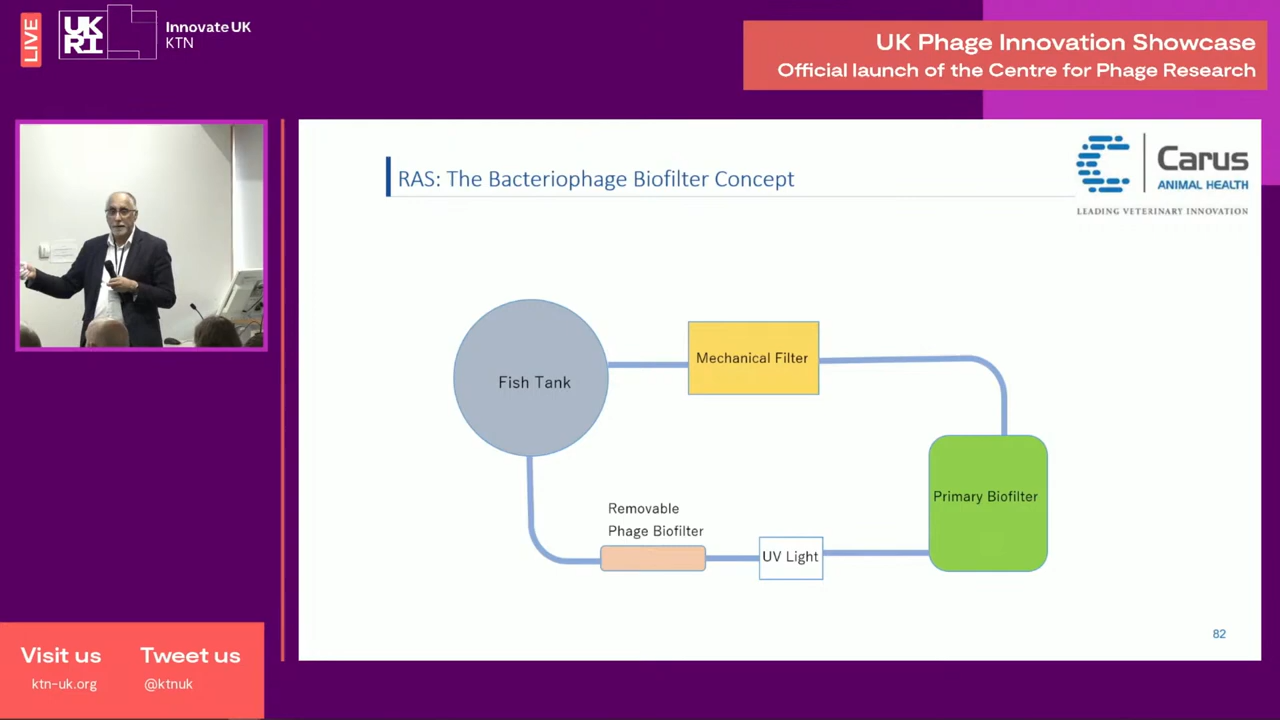 LIVE
UK
RI
Innovate UK
KTN
UK Phage Innovation Showcase
Official launch of the Centre for Phage Research
RAS: The Bacteriophage Biofilter Concept
Carus
ANIMAL HEALTH
LEADING VETERINARY INNOVATION
Fish Tank
Mechanical Filter
Primary Biofilter
Removable
Phage Biofilter
UV Light
82
Visit us
ktn-uk.org
Tweet us
@ktnuk